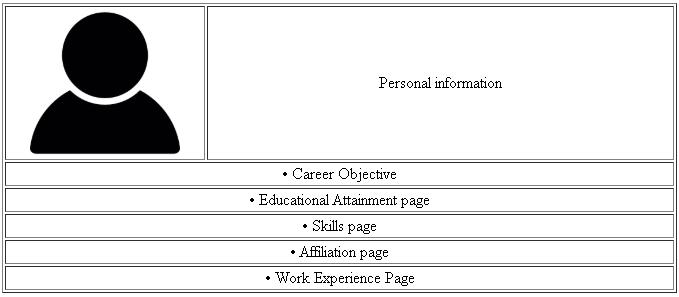 Personal information
• Career Objective
• Educational Attainment page
• Skills page
• Affiliation page
• Work Experience Page